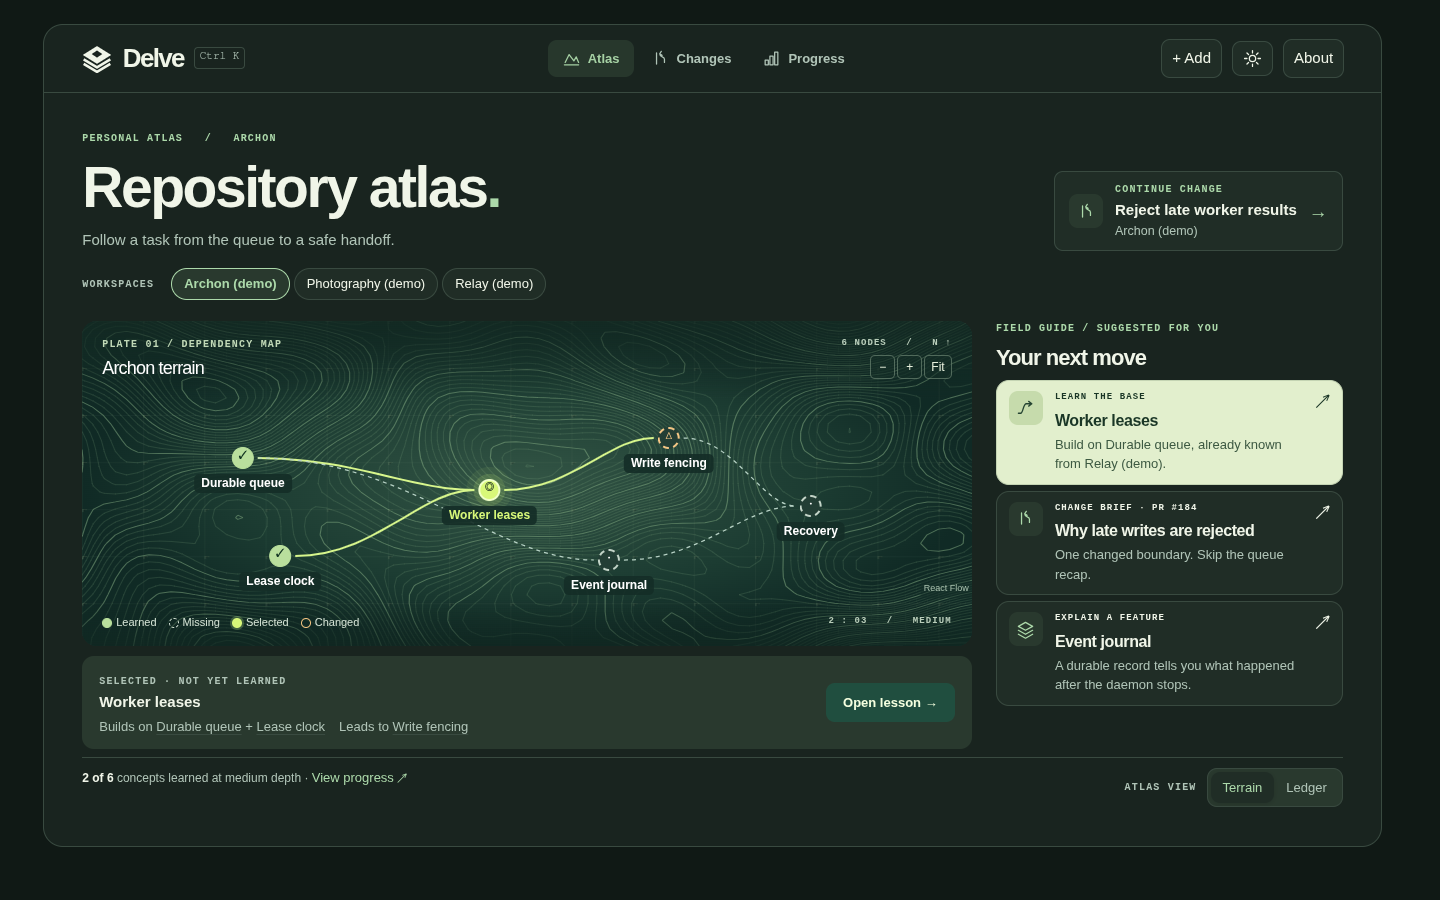 Delve
Ctrl K
Atlas
Changes
Progress
+ Add
About
PERSONAL ATLAS / ARCHON
Repository atlas.
Follow a task from the queue to a safe handoff.
CONTINUE CHANGE
Reject late worker results →
Archon (demo)
WORKSPACES
Archon (demo)
Photography (demo)
Relay (demo)
PLATE 01 / DEPENDENCY MAP
Archon terrain
6 NODES / N ↑
−
+
Fit
Durable queue
Lease clock
Worker leases
Write fencing
Event journal
Recovery
React Flow
Learned
Missing
Selected
Changed
2 : 03 / MEDIUM
SELECTED · NOT YET LEARNED
Worker leases
Builds on Durable queue + Lease clock Leads to Write fencing
Open lesson →
FIELD GUIDE / SUGGESTED FOR YOU
Your next move
LEARN THE BASE
Worker leases
Build on Durable queue, already known
from Relay (demo).
CHANGE BRIEF · PR #184
Why late writes are rejected
One changed boundary. Skip the queue
recap.
EXPLAIN A FEATURE
Event journal
A durable record tells you what happened
after the daemon stops.
2 of 6 concepts learned at medium depth · View progress
ATLAS VIEW
Terrain
Ledger